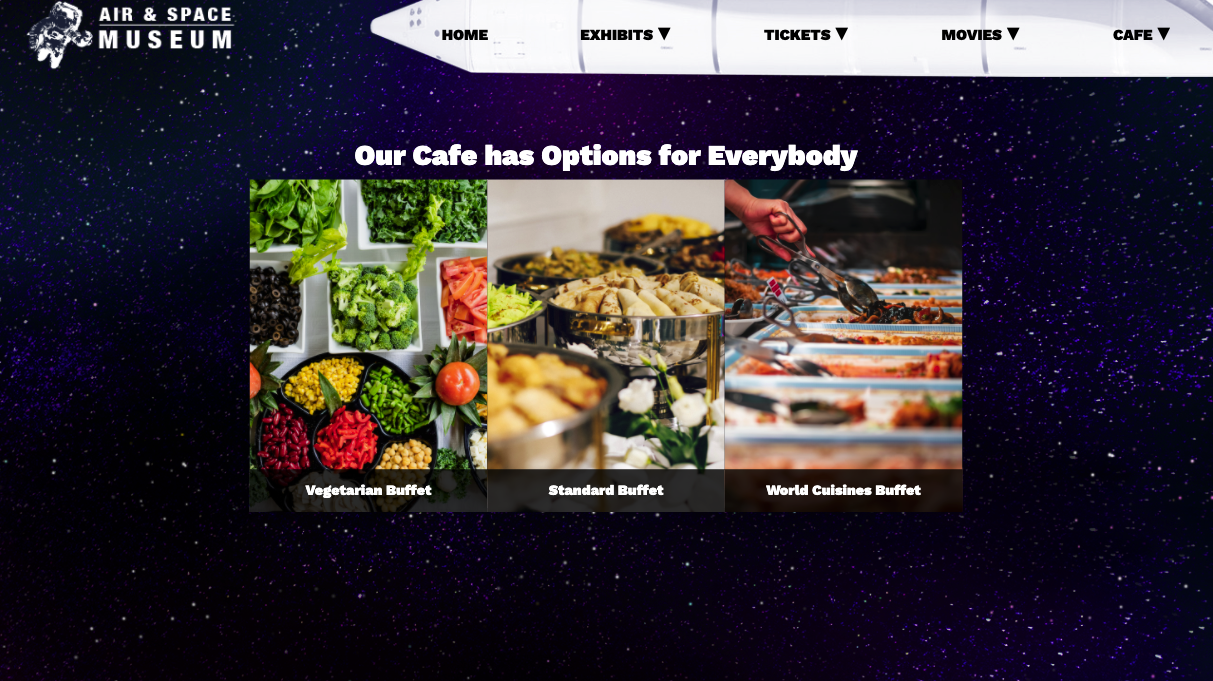 AIR & SPACE
MUSEUM
HOME
EXHIBITS ▼
TICKETS ▼
MOVIES ▼
CAFE ▼
Our Cafe has Options for Everybody
Vegetarian Buffet
Standard Buffet
World Cuisines Buffet